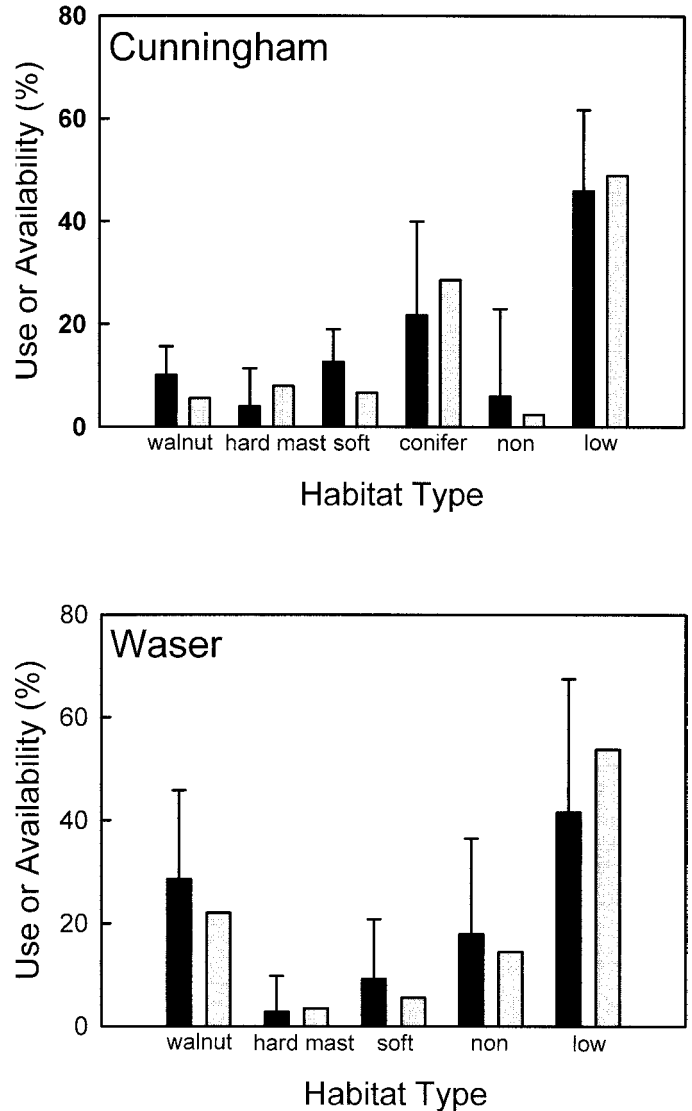 80
Cunningham
60
40
20
0
Use or Availability (%)
walnut hard mast soft conifer non low
Habitat Type
80
Waser
60
40
20
0
Use or Availability (%)
walnut hard mast soft non low
Habitat Type